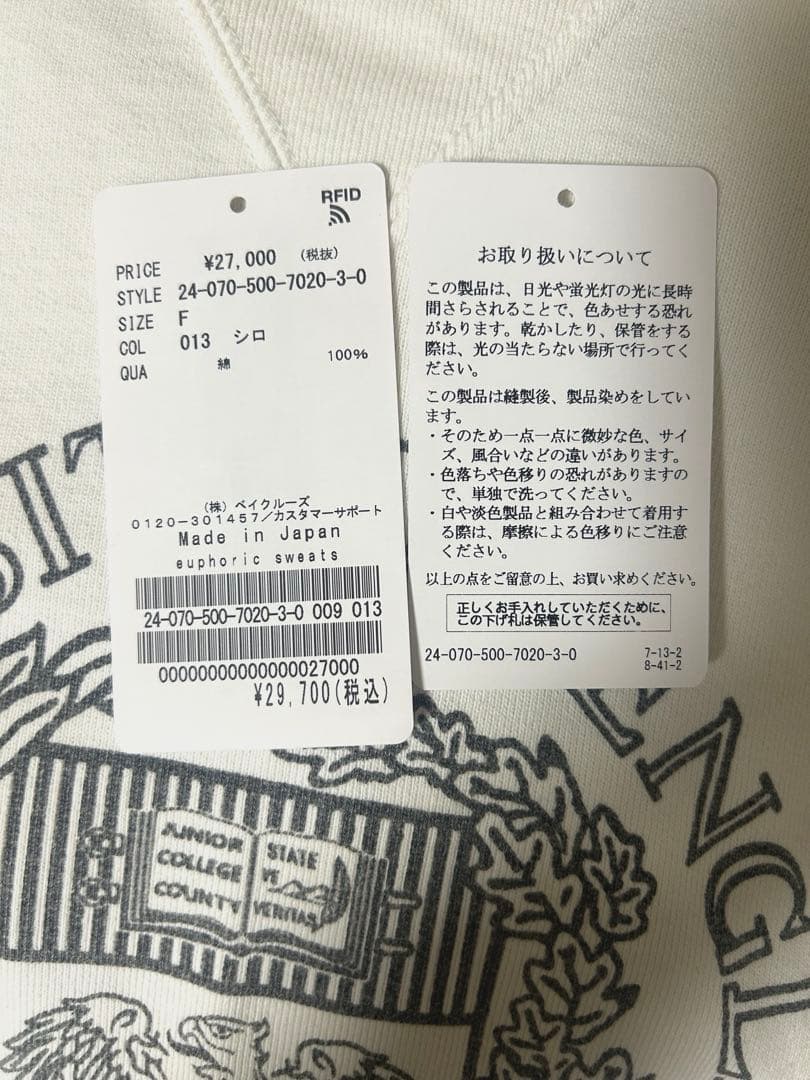 RFID
PRICE ¥27,000 (税抜)
STYLE 24-070-500-7020-3-0
SIZE F
COL 013 シロ
QUA 綿 100%
(株) ベイクルーズ
0120-301457/カスタマーサポート
Made in Japan
euphoric sweats
24-070-500-7020-3-0 009 013
00000000000000027000
¥29,700(税込)
お取り扱いについて
この製品は、日光や蛍光灯の光に長時
間さらされることで、色あせする恐れ
があります。乾かしたり、保管をする
際は、光の当たらない場所で行ってく
ださい。
この製品は縫製後、製品染めをしてい
ます。
・そのため一点一点に微妙な色、サイ
ズ、風合いなどの違いがあります。
・色落ちや色移りの恐れがありますの
で、単独で洗ってください。
・白や淡色製品と組み合わせて着用す
る際は、摩擦による色移りにご注意
ください。
以上の点をご留意の上、お買い求めください。
正しくお手入れしていただくために、
この下げ札は保管してください。
24-070-500-7020-3-0
7-13-2
8-41-2
ENGL
JUNIOR
COLLEGE
COUNTY
STATE
VERITAS